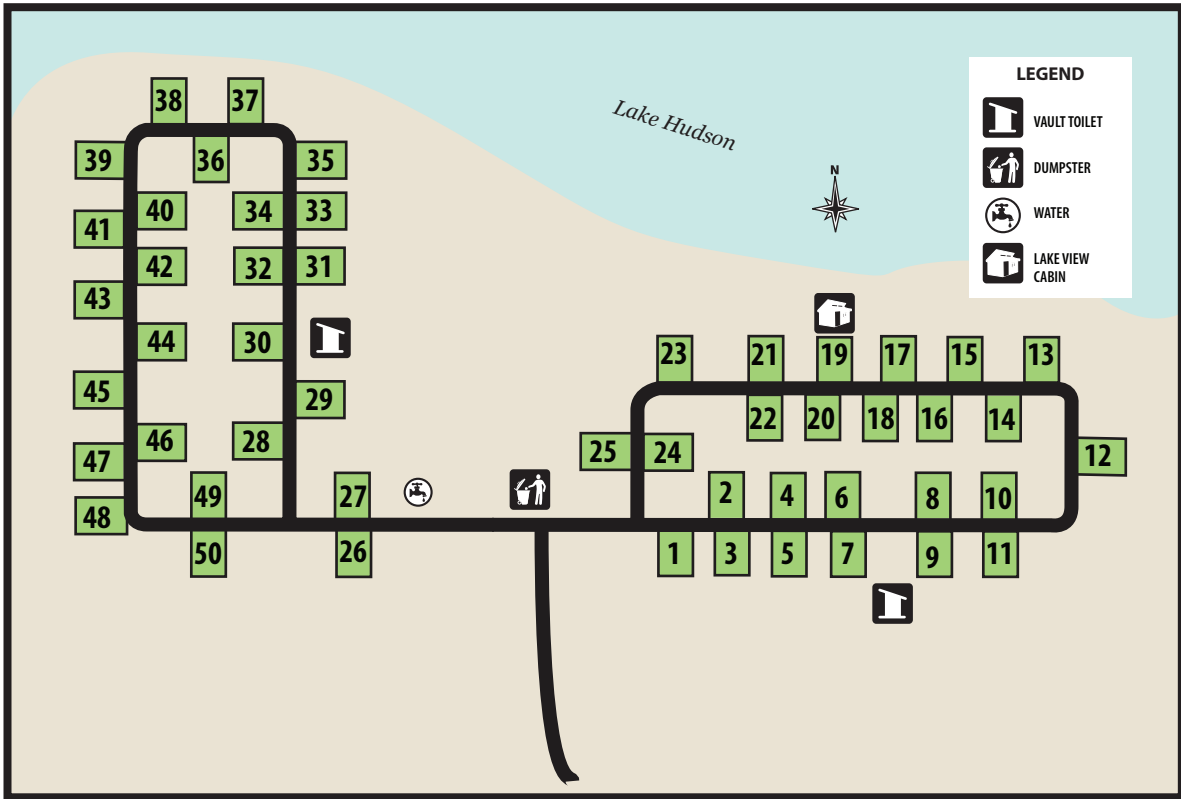 38 37
LEGEND
VAULT TOILET
Lake Hudson
39 36 35
DUMPSTER
N
40 34 33
WATER
41
42 32 31
LAKE VIEW
CABIN
43
44 30
23 21 19 17 15 13
45
29
22 20 18 16 14
46 28
25 24
12
47
49 27
2 4 6 8 10
48
50 26
1 3 5 7 9 11